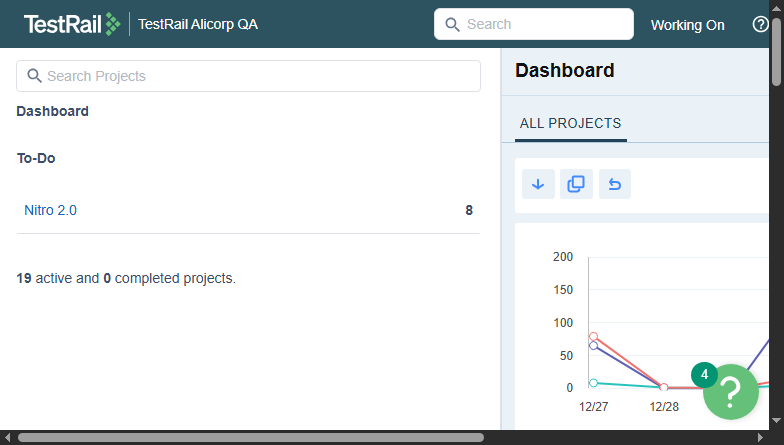 TestRail TestRail Alicorp QA Search Working On
Search Projects
Dashboard
To-Do
Nitro 2.0 8
19 active and 0 completed projects.
Dashboard
ALL PROJECTS
200
150
100
50
0
12/27 12/28
4
?